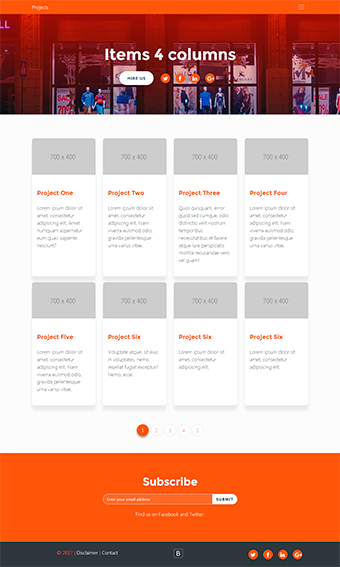 Projects
LL
Items 4 columns
HIRE US
SALE
700 x 400
700 x 400
700 x 400
700 x 400
Project One
Project Two
Project Three
Project Four
Lorem ipsum dolor sit
amet, consectetur
adipisicing elit. Amet
numquam aspernatur
eum quasi sapiente
nesciunt?
Lorem ipsum dolor sit
amet, consectetur
adipiscing elit. Nam
viverra euismod odio,
gravida pellentesque
urna varius.
Quos quisquam, error
quod sed cumque, odio
distinctio velit nostrum
temporibus
necessitatibus et facere
atque iure perspiciatis
mollitia recusandae vero
vel quam!
Lorem ipsum dolor sit
amet, consectetur
adipiscing elit. Nam
viverra euismod odio,
gravida pellentesque
urna varius.
700 x 400
700 x 400
700 x 400
700 x 400
Project Five
Project Six
Project Six
Project Six
Lorem ipsum dolor sit
amet, consectetur
adipiscing elit. Nam
viverra euismod odio,
gravida pellentesque
urna varius.
Voluptate atque, sit eius
in voluptates, nemo
repellat fugiat excepturi!
Nemo, esse.
Lorem ipsum dolor sit
amet, consectetur
adipisicing elit.
Lorem ipsum dolor sit
amet, consectetur
adipisicing elit.
1 2 3 4 5
Subscribe
Enter your email address
SUBMIT
Find us on Facebook and Twitter.
© 2017 | Disclaimer | Contact
B